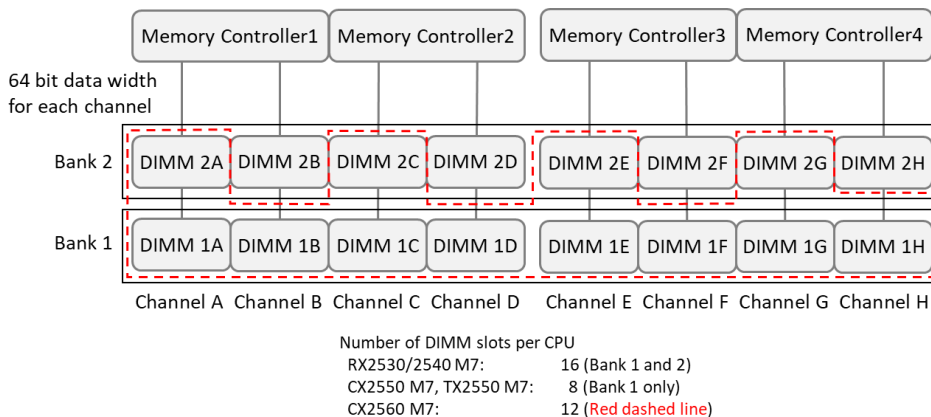 Memory Controller1 Memory Controller2 Memory Controller3 Memory Controller4
64 bit data width
for each channel
Bank 2 DIMM 2A DIMM 2B DIMM 2C DIMM 2D DIMM 2E DIMM 2F DIMM 2G DIMM 2H
Bank 1 DIMM 1A DIMM 1B DIMM 1C DIMM 1D DIMM 1E DIMM 1F DIMM 1G DIMM 1H
Channel A Channel B Channel C Channel D Channel E Channel F Channel G Channel H
Number of DIMM slots per CPU
RX2530/2540 M7: 16 (Bank 1 and 2)
CX2550 M7, TX2550 M7: 8 (Bank 1 only)
CX2560 M7: 12 (Red dashed line)